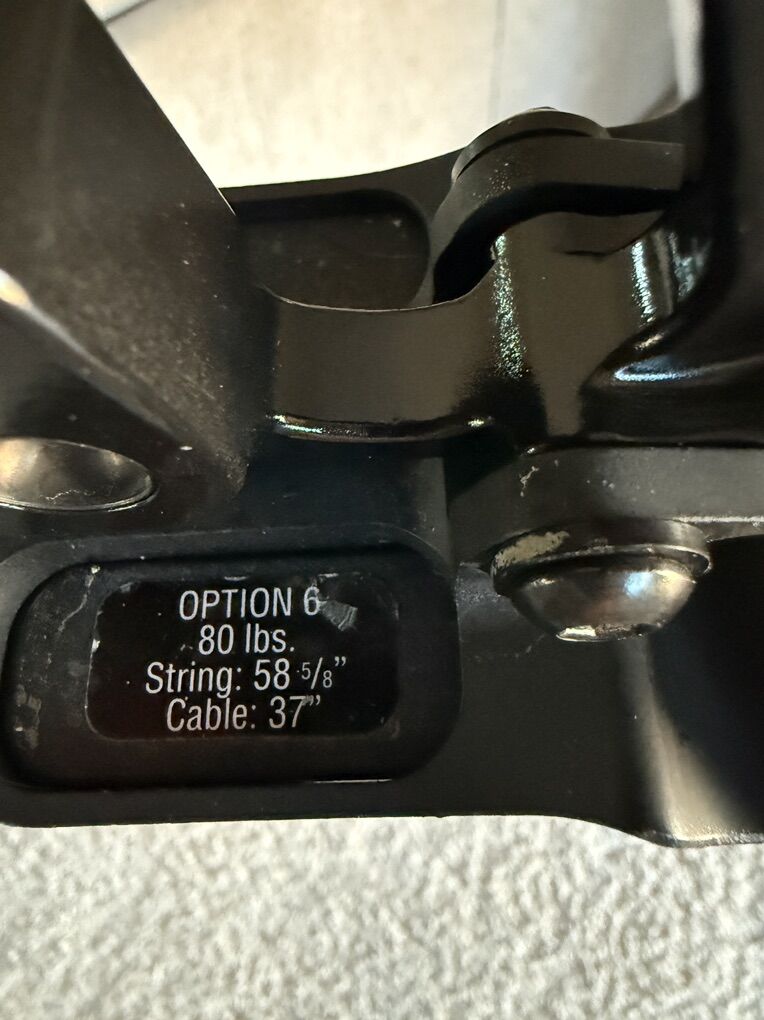 OPTION 6
80 lbs.
String: 58 5/8"
Cable: 37"